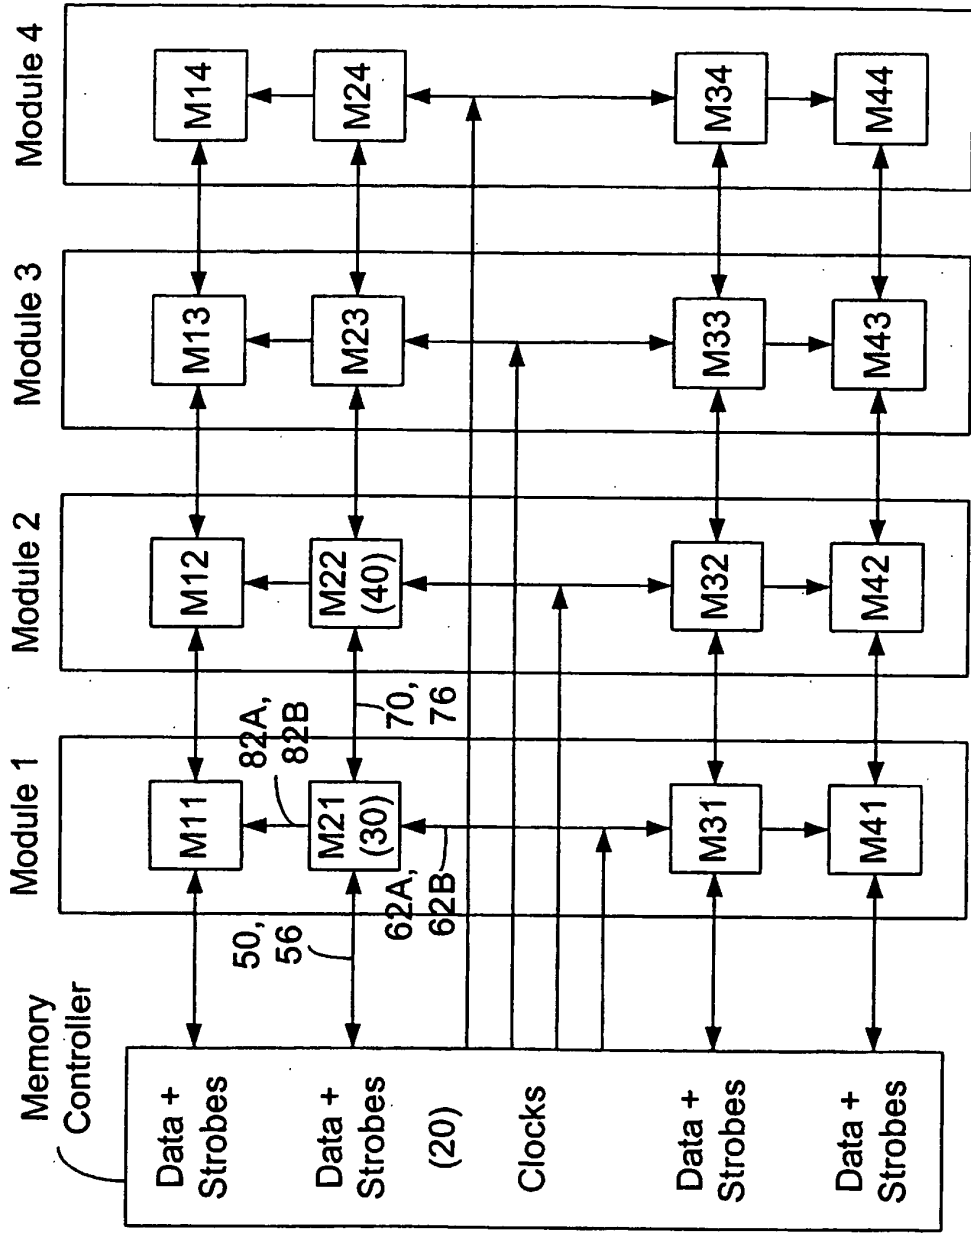 Memory
Controller
Data +
Strobes
Data +
Strobes
(20)
Clocks
Data +
Strobes
Data +
Strobes
50,
56
Module 1
M11
82A,
82B
M21
(30)
62A,
62B
M31
M41
70,
76
Module 2
M12
M22
(40)
M32
M42
Module 3
M13
M23
M33
M43
Module 4
M14
M24
M34
M44